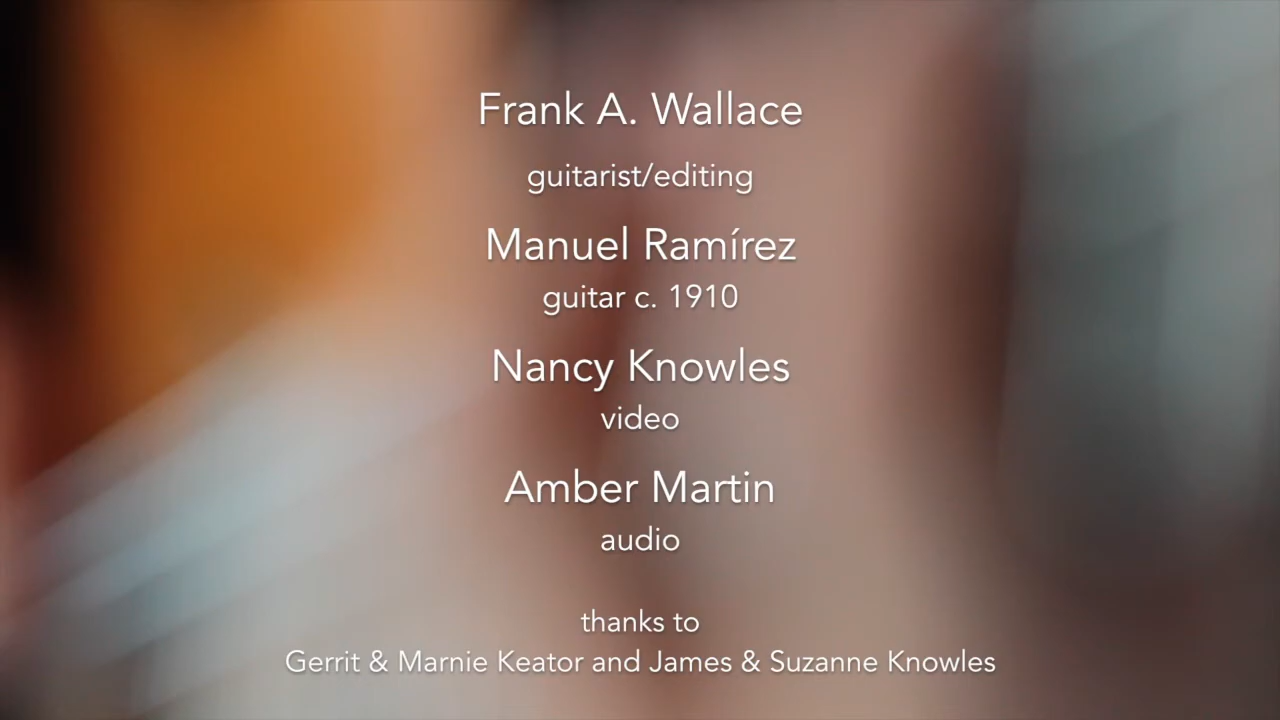 Frank A. Wallace
guitarist/editing
Manuel Ramírez
guitar c. 1910
Nancy Knowles
video
Amber Martin
audio
thanks to
Gerrit & Marnie Keator and James & Suzanne Knowles